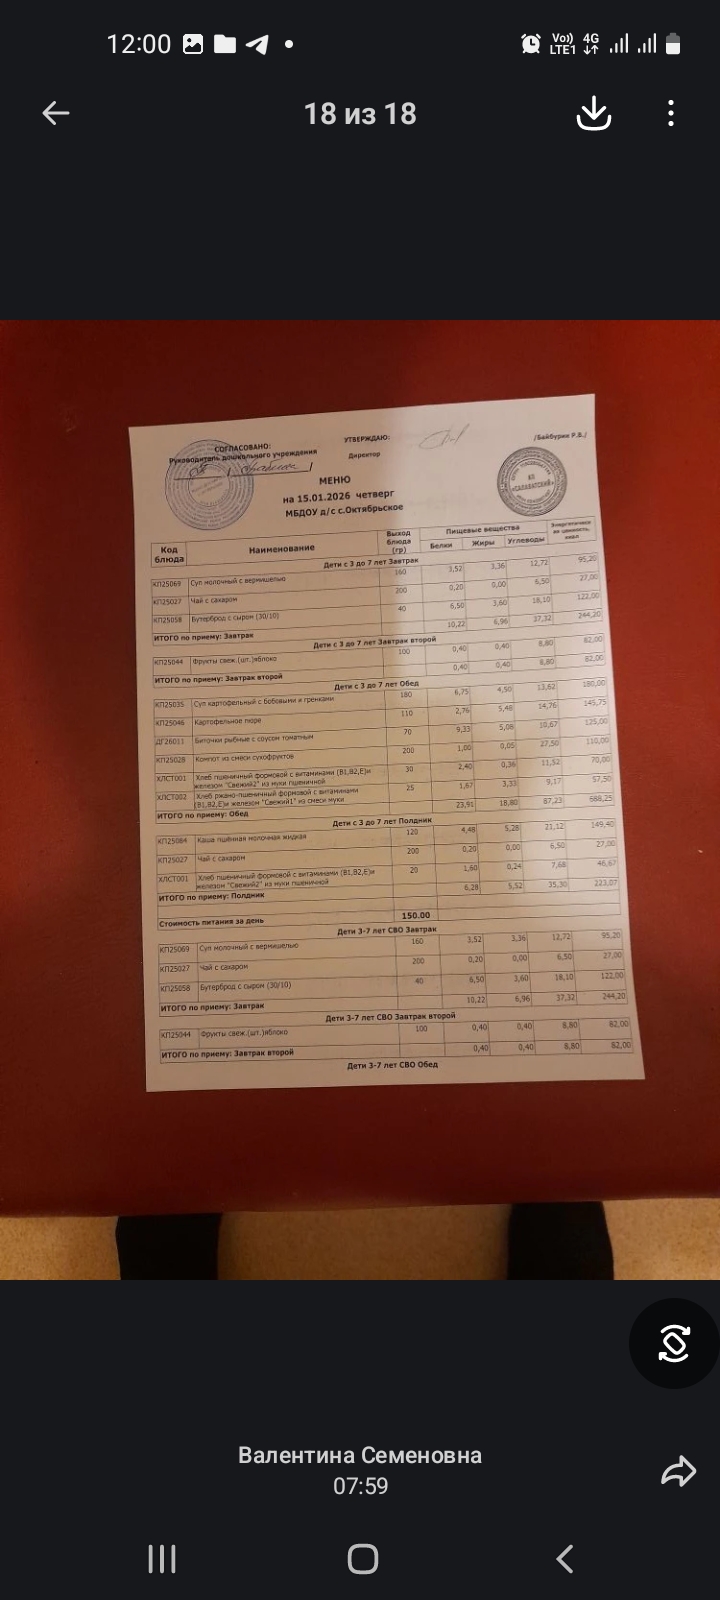 12:00
Vo)) LTE1 4G
18 из 18
СОГЛАСОВАНО:
Руководитель дошкольного учреждения
УТВЕРЖДАЮ:
Директор
/Байбурин Р.В./
МЕНЮ
на 15.01.2026 четверг
МБДОУ д/с с.Октябрьское
Код блюда Наименование Выход блюда (гр) Пищевые вещества Белки Жиры Углеводы Энергетическая ценность, ккал
Дети с 3 до 7 лет Завтрак
КП25069 Суп молочный с вермишелью 160 3,52 3,36 12,72 95,20
КП25027 Чай с сахаром 200 0,20 0,00 6,50 27,00
КП25058 Бутерброд с сыром (30/10) 40 6,50 3,60 18,10 122,00
ИТОГО по приему: Завтрак 10,22 6,96 37,32 244,20
Дети с 3 до 7 лет Завтрак второй
КП25044 Фрукты свеж.(шт.)яблоко 100 0,40 0,40 8,80 82,00
ИТОГО по приему: Завтрак второй 0,40 0,40 8,80 82,00
Дети с 3 до 7 лет Обед
КП25035 Суп картофельный с бобовыми и гренками 180 6,75 4,50 13,62 180,00
КП25046 Картофельное пюре 110 2,76 5,48 14,76 145,75
ДГ26011 Биточки рыбные с соусом томатным 70 9,33 5,08 10,67 125,00
КП25028 Компот из смеси сухофруктов 200 1,00 0,05 27,50 110,00
ХЛСТ001 Хлеб пшеничный формовой с витаминами (В1,В2,Е)и железом "Свежий2" из муки пшеничной 30 2,40 0,36 11,52 70,00
ХЛСТ002 Хлеб ржано-пшеничный формовой с витаминами (В1,В2,Е)и железом "Свежий1" из смеси муки 25 1,67 3,33 9,17 57,50
ИТОГО по приему: Обед 23,91 18,80 87,23 688,25
Дети с 3 до 7 лет Полдник
КП25084 Каша пшённая молочная жидкая 120 4,48 5,28 21,12 149,40
КП25027 Чай с сахаром 200 0,20 0,00 6,50 27,00
ХЛСТ001 Хлеб пшеничный формовой с витаминами (В1,В2,Е)и железом "Свежий2" из муки пшеничной 20 1,60 0,24 7,68 46,67
ИТОГО по приему: Полдник 6,28 5,52 35,30 223,07
Стоимость питания за день 150.00
Дети 3-7 лет СВО Завтрак
КП25069 Суп молочный с вермишелью 160 3,52 3,36 12,72 95,20
КП25027 Чай с сахаром 200 0,20 0,00 6,50 27,00
КП25058 Бутерброд с сыром (30/10) 40 6,50 3,60 18,10 122,00
ИТОГО по приему: Завтрак 10,22 6,96 37,32 244,20
Дети 3-7 лет СВО Завтрак второй
КП25044 Фрукты свеж.(шт.)яблоко 100 0,40 0,40 8,80 82,00
ИТОГО по приему: Завтрак второй 0,40 0,40 8,80 82,00
Дети 3-7 лет СВО Обед
Валентина Семеновна
07:59